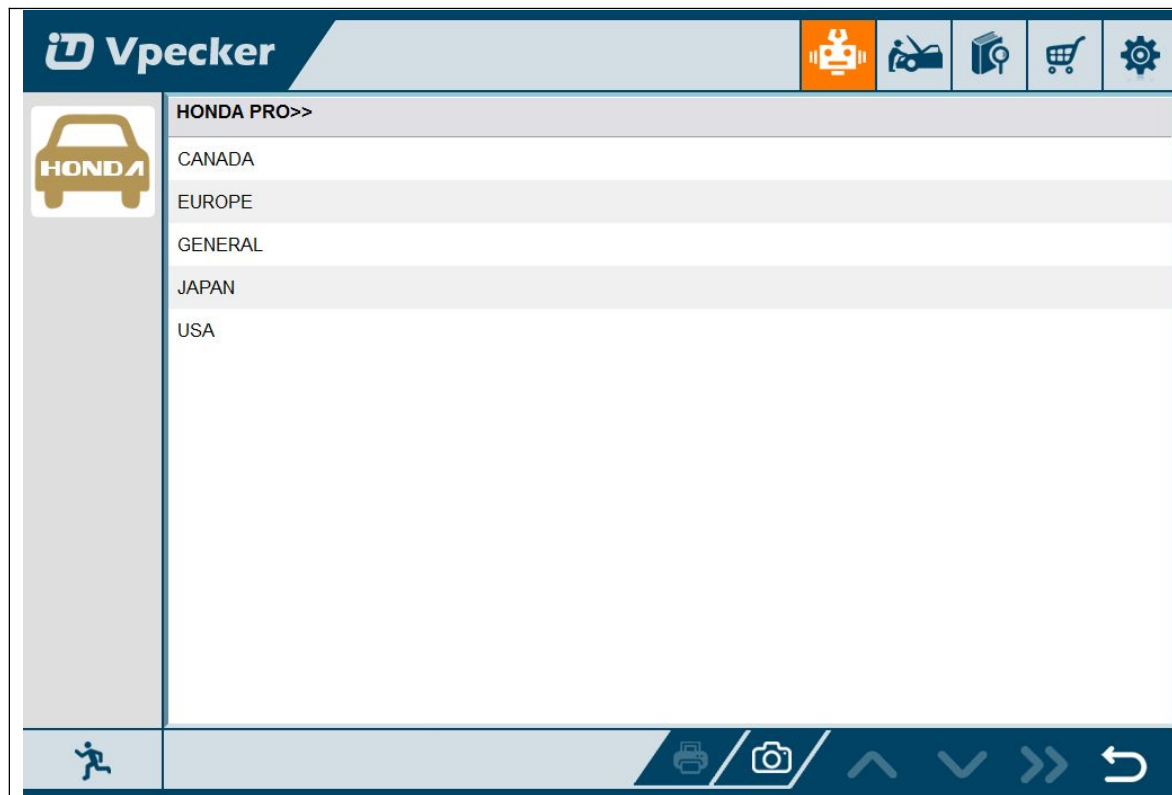 Vpecker
HONDA PRO>>
HONDA
CANADA
EUROPE
GENERAL
JAPAN
USA